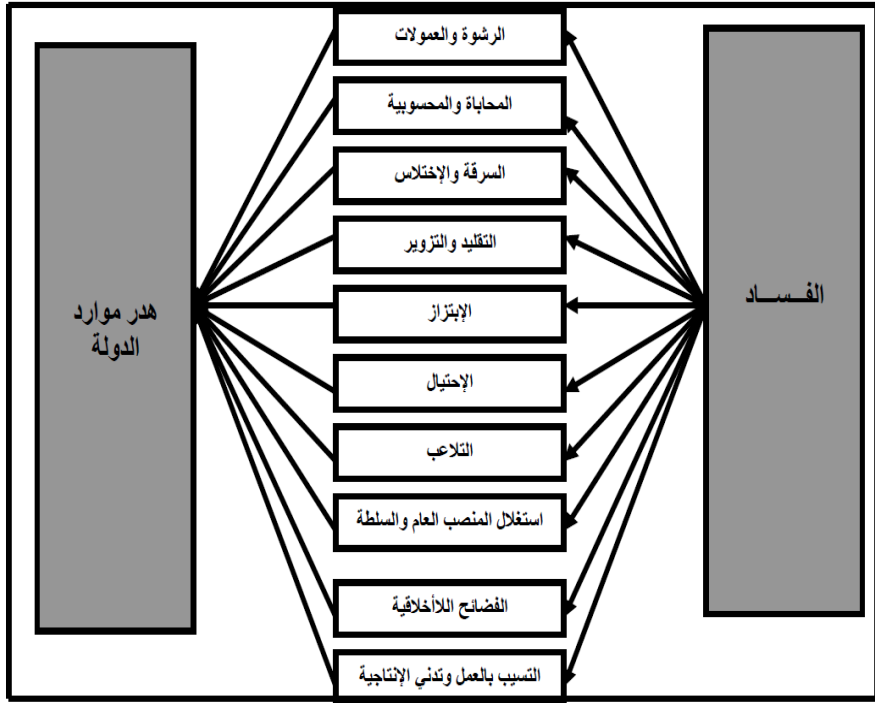 الفــســاد
الرشوة والعمولات
المحاباة والمحسوبية
السرقة والإختلاس
التقليد والتزوير
الإبتزاز
الإحتيال
التلاعب
استغلال المنصب العام والسلطة
الفضائح اللاأخلاقية
التسيب بالعمل وتدني الإنتاجية
هدر موارد
الدولة